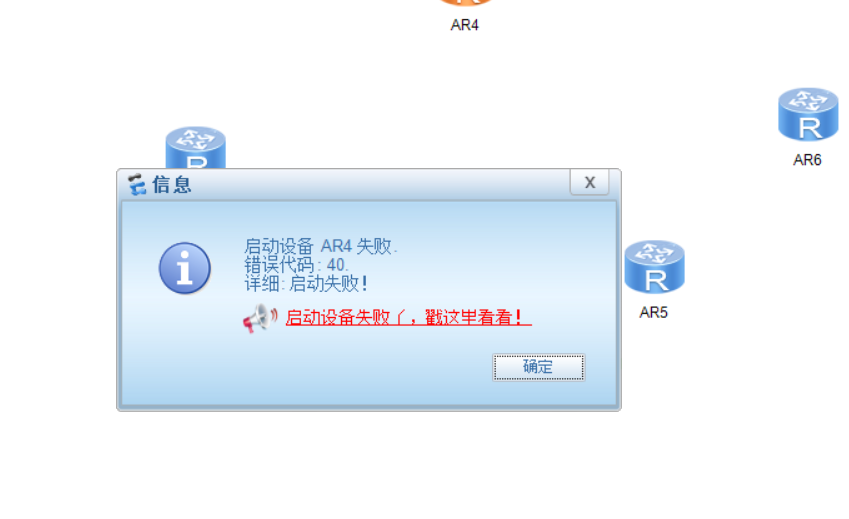 AR4
R
AR6
R
信息
X
启动设备 AR4 失败.
错误代码: 40.
详细: 启动失败!
启动设备失败了，戳这里看看！
R
AR5
确定